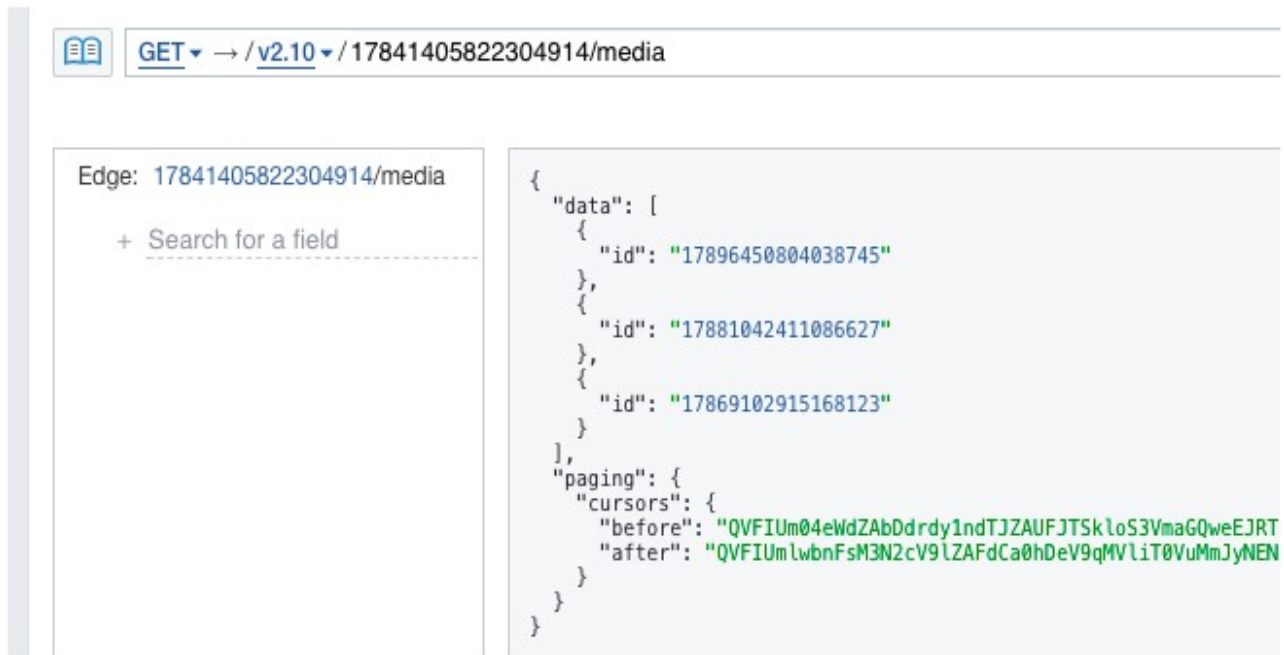 GET → / v2.10 / 17841405822304914/media
Edge: 17841405822304914/media
+ Search for a field
{
"data": [
{
"id": "17896450804038745"
},
{
"id": "17881042411086627"
},
{
"id": "17869102915168123"
}
],
"paging": {
"cursors": {
"before": "QVFIUm04eWdZAbDdrdy1ndTJZAUFJTSkloS3VmaGQweEJRT
"after": "QVFIUmlwbnFsM3N2cV9lZAFdCa0hDeV9qMVliT0VuMmJyNEN
}
}
}